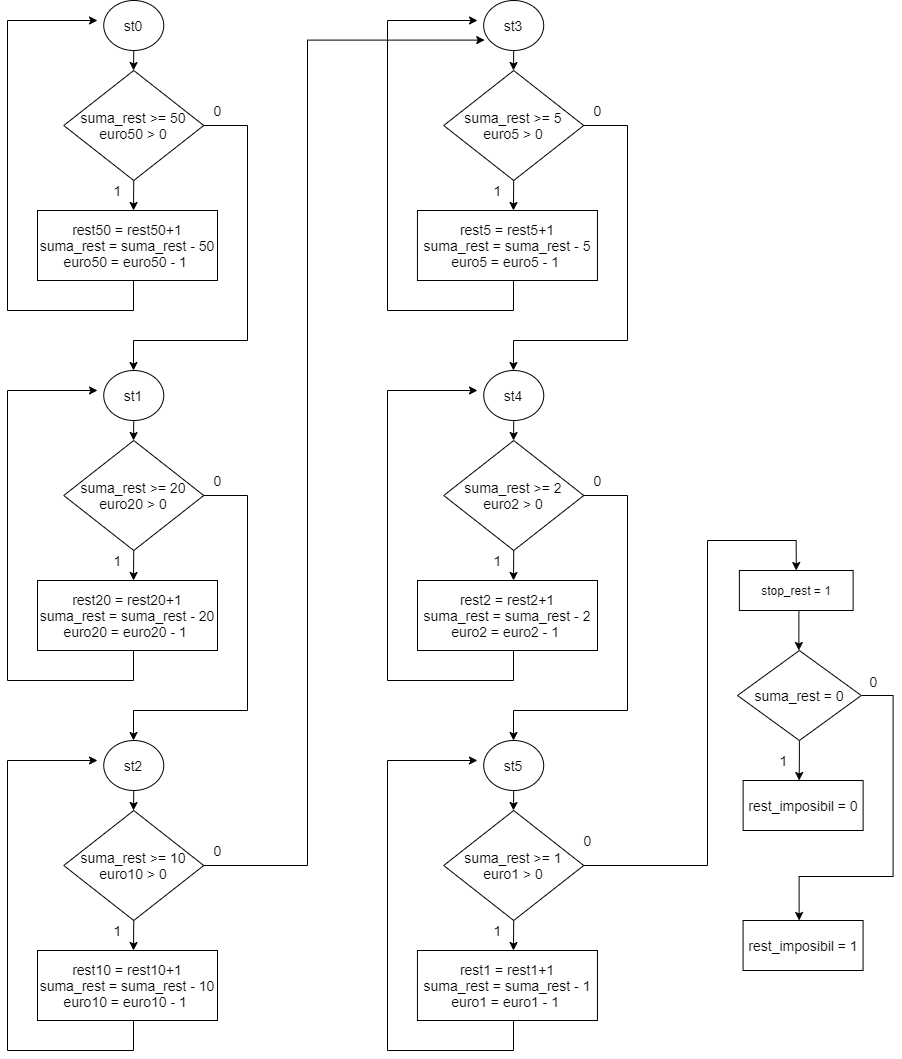 st0
suma_rest >= 50
euro50 > 0
0
1
rest50 = rest50+1
suma_rest = suma_rest - 50
euro50 = euro50 - 1
st1
suma_rest >= 20
euro20 > 0
0
1
rest20 = rest20+1
suma_rest = suma_rest - 20
euro20 = euro20 - 1
st2
suma_rest >= 10
euro10 > 0
0
1
rest10 = rest10+1
suma_rest = suma_rest - 10
euro10 = euro10 - 1
st3
suma_rest >= 5
euro5 > 0
0
1
rest5 = rest5+1
suma_rest = suma_rest - 5
euro5 = euro5 - 1
st4
suma_rest >= 2
euro2 > 0
0
1
rest2 = rest2+1
suma_rest = suma_rest - 2
euro2 = euro2 - 1
st5
suma_rest >= 1
euro1 > 0
0
1
rest1 = rest1+1
suma_rest = suma_rest - 1
euro1 = euro1 - 1
stop_rest = 1
suma_rest = 0
0
1
rest_imposibil = 0
rest_imposibil = 1